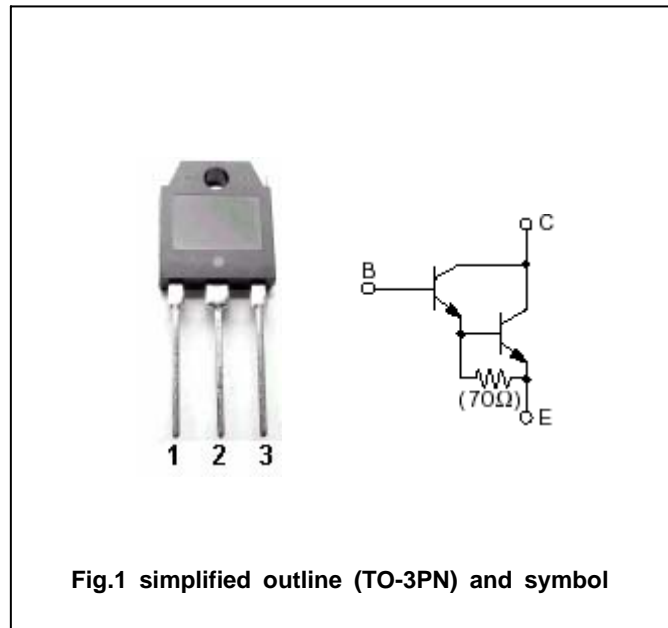 C
B
(70Ω)
E
1 2 3
Fig.1 simplified outline (TO-3PN) and symbol